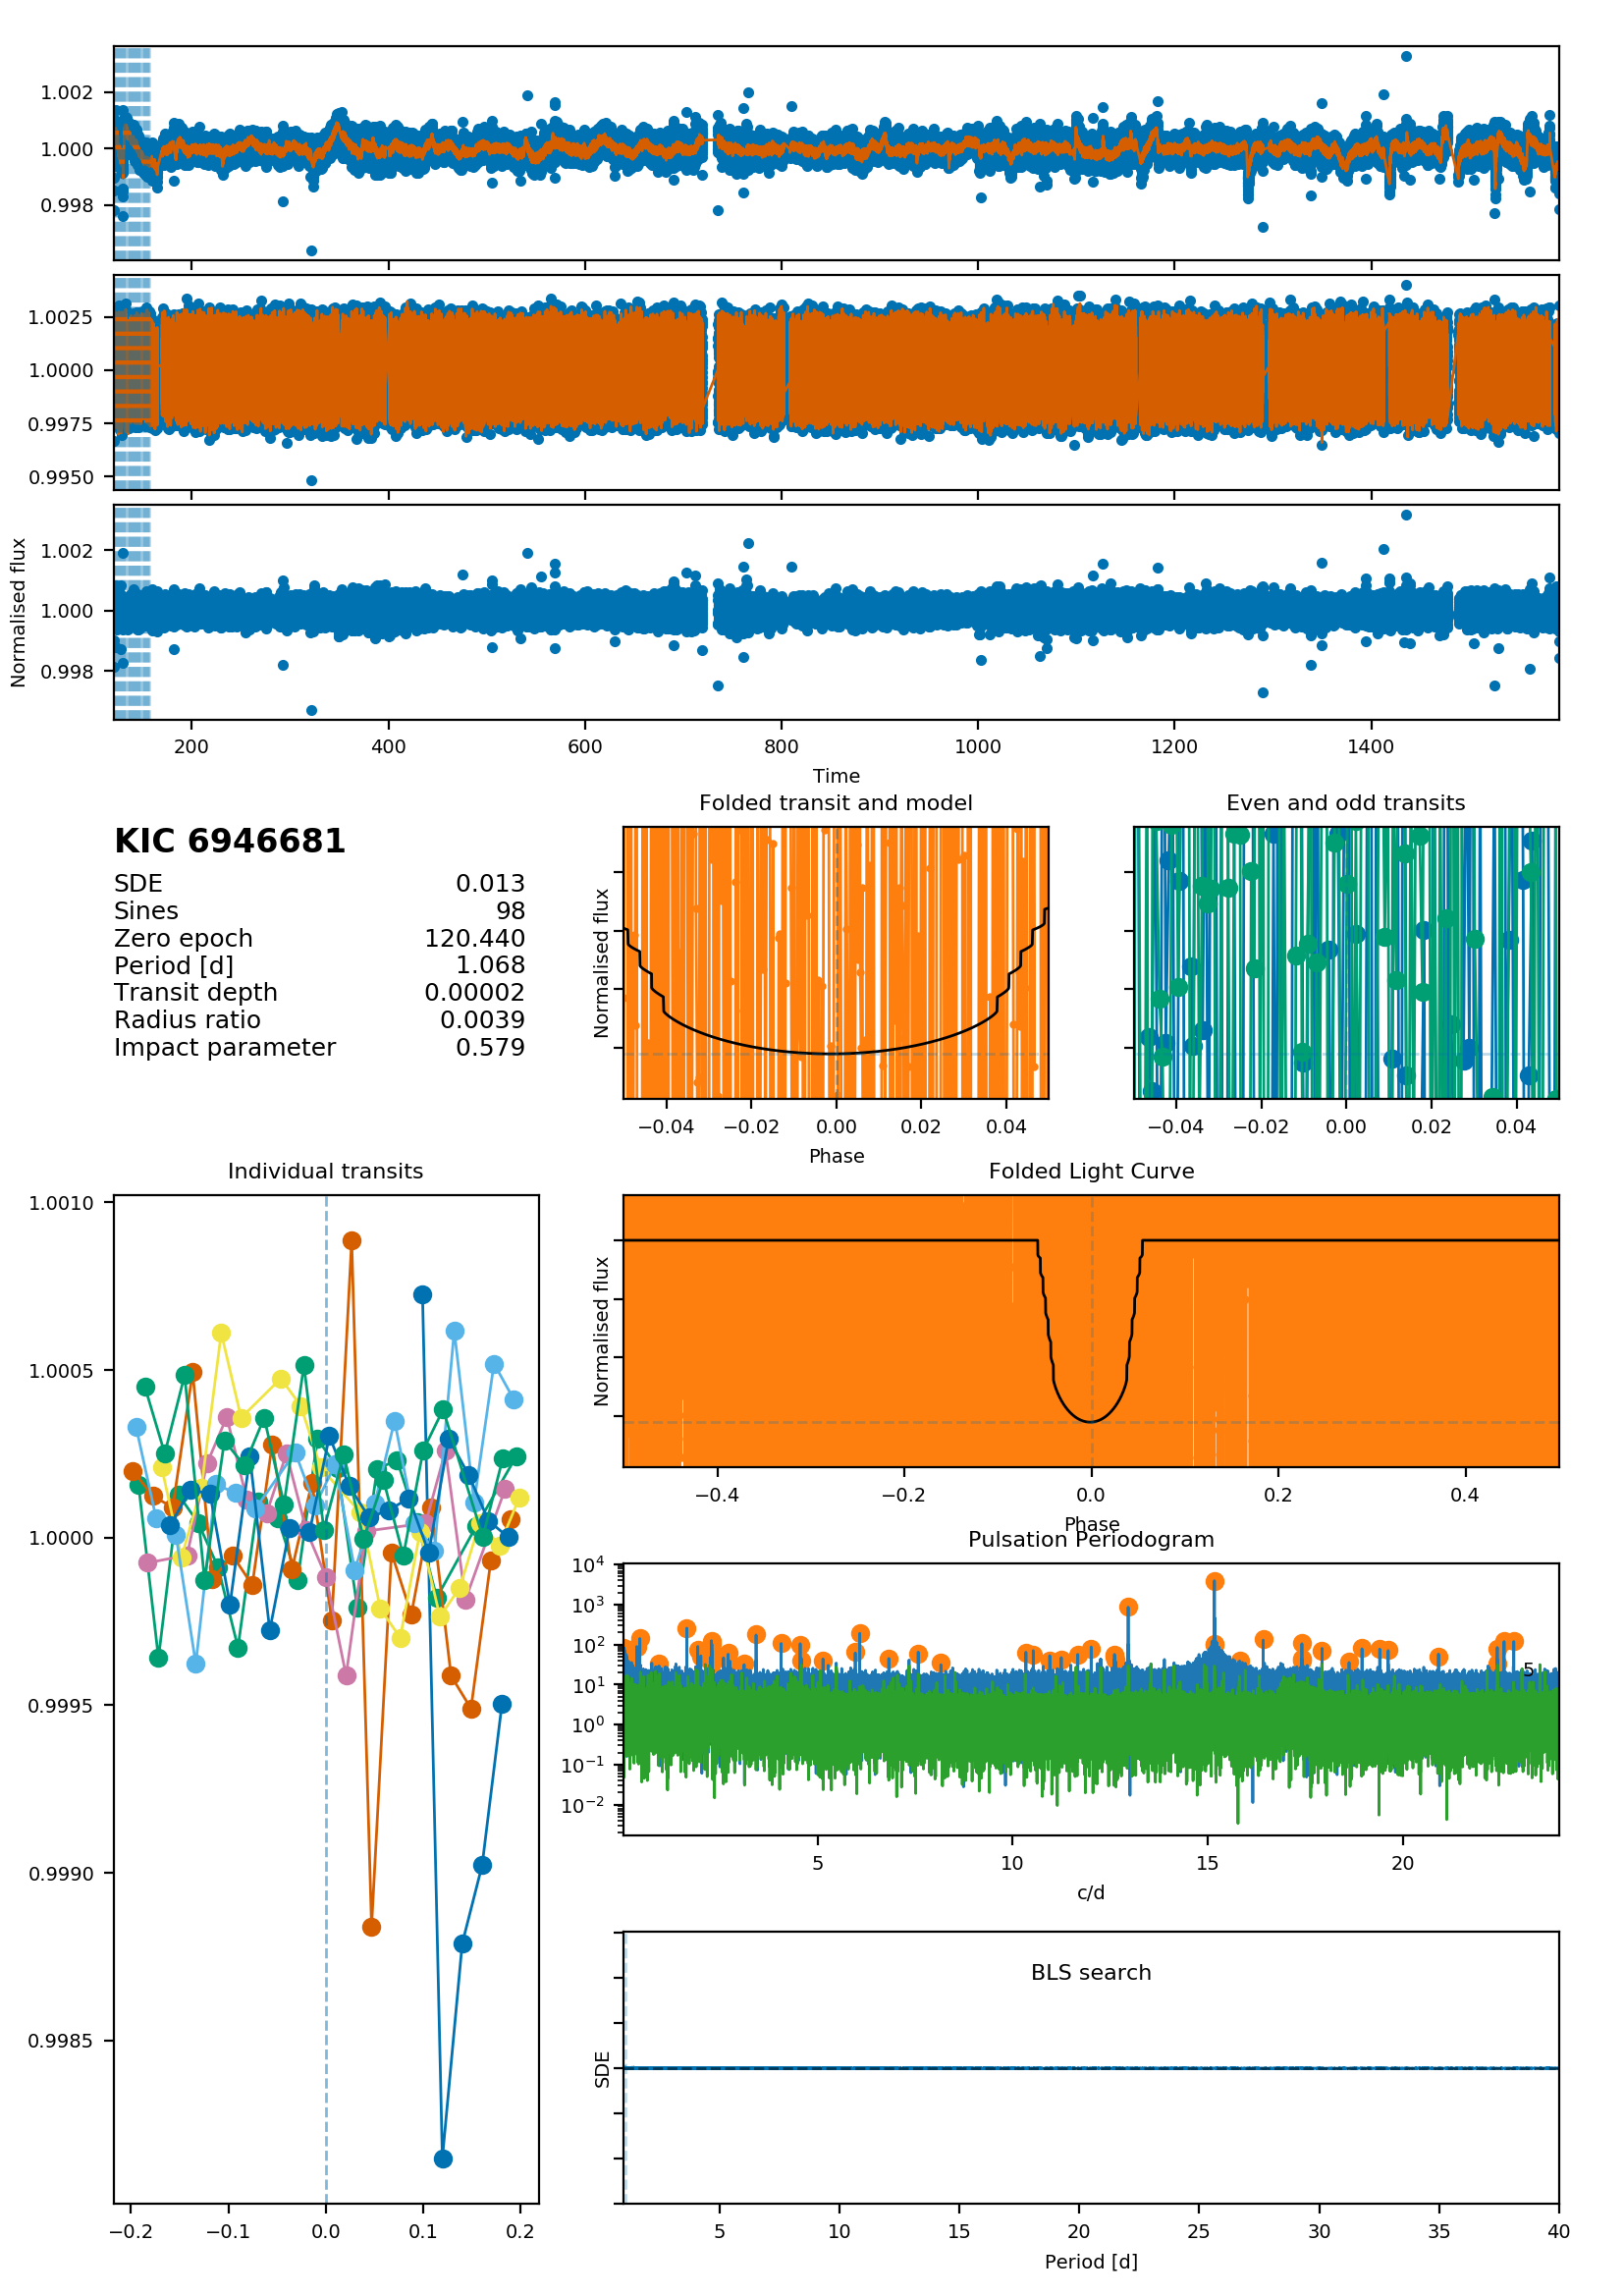 1.002
1.000
0.998
1.0025
1.0000
0.9975
0.9950
1.002
1.000
0.998
Normalised flux
200 400 600 800 1000 1200 1400
Time
KIC 6946681
SDE 0.013
Sines 98
Zero epoch 120.440
Period [d] 1.068
Transit depth 0.00002
Radius ratio 0.0039
Impact parameter 0.579
Folded transit and model
Normalised flux
−0.04 −0.02 0.00 0.02 0.04
Phase
Even and odd transits
−0.04 −0.02 0.00 0.02 0.04
Individual transits
1.0010
1.0005
1.0000
0.9995
0.9990
0.9985
−0.2 −0.1 0.0 0.1 0.2
Folded Light Curve
Normalised flux
−0.4 −0.2 0.0 0.2 0.4
Phase
Pulsation Periodogram
10⁴
10³
10²
10¹
10⁰
10⁻¹
10⁻²
5
5 10 15 20
c/d
BLS search
SDE
5 10 15 20 25 30 35 40
Period [d]